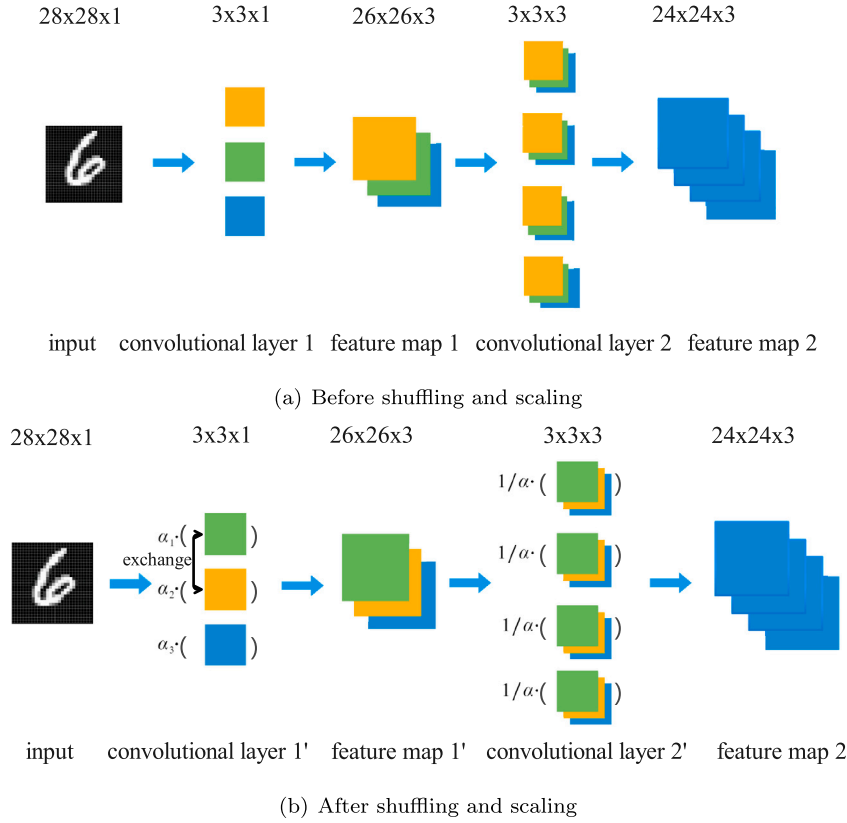 28x28x1 3x3x1 26x26x3 3x3x3 24x24x3
input convolutional layer 1 feature map 1 convolutional layer 2 feature map 2
(a) Before shuffling and scaling
28x28x1 3x3x1 26x26x3 3x3x3 24x24x3
1/α·( )
α₁·( )
exchange
1/α·( )
α₂·( )
1/α·( )
α₃·( )
1/α·( )
input convolutional layer 1' feature map 1' convolutional layer 2' feature map 2
(b) After shuffling and scaling